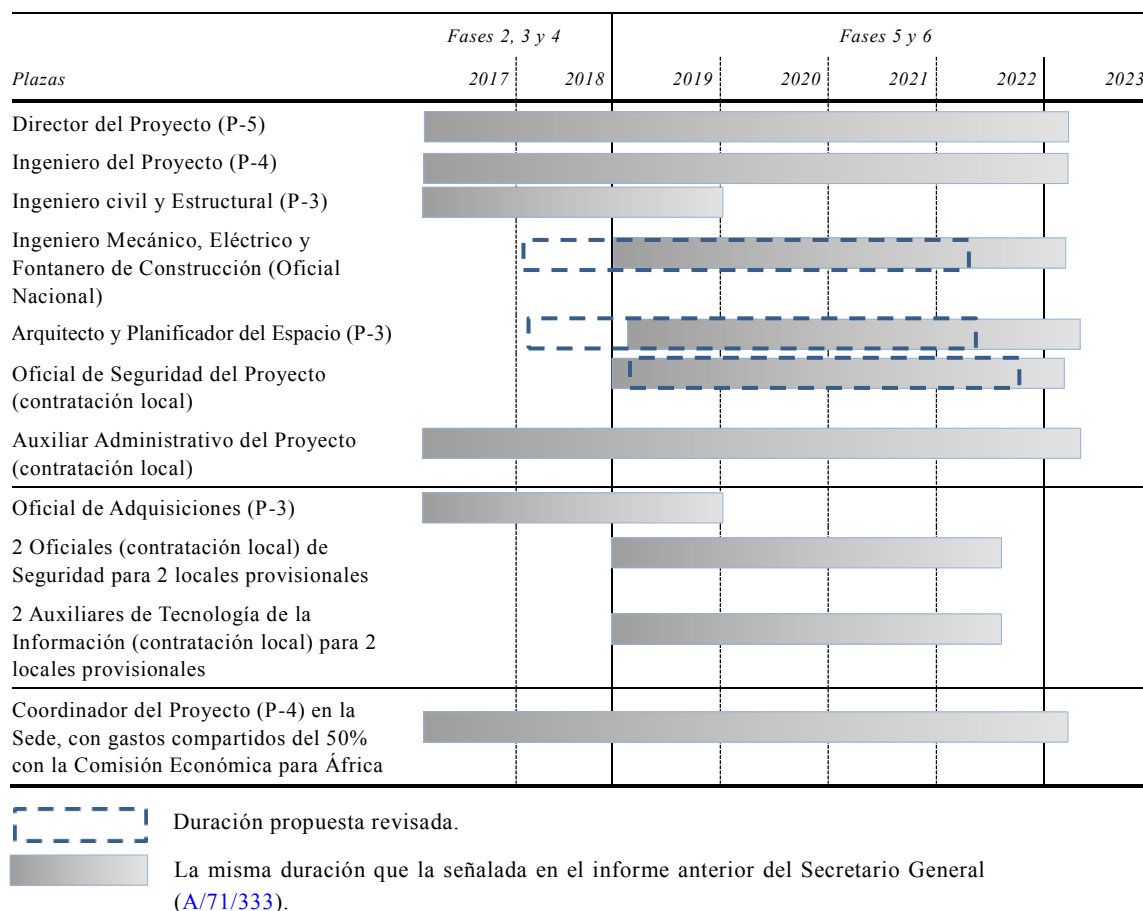 Fases 2, 3 y 4 Fases 5 y 6
Plazas 2017 2018 2019 2020 2021 2022 2023
Director del Proyecto (P-5)
Ingeniero del Proyecto (P-4)
Ingeniero civil y Estructural (P-3)
Ingeniero Mecánico, Eléctrico y
Fontanero de Construcción (Oficial
Nacional)
Arquitecto y Planificador del Espacio (P-3)
Oficial de Seguridad del Proyecto
(contratación local)
Auxiliar Administrativo del Proyecto
(contratación local)
Oficial de Adquisiciones (P-3)
2 Oficiales (contratación local) de
Seguridad para 2 locales provisionales
2 Auxiliares de Tecnología de la
Información (contratación local) para 2
locales provisionales
Coordinador del Proyecto (P-4) en la
Sede, con gastos compartidos del 50%
con la Comisión Económica para África
Duración propuesta revisada.
La misma duración que la señalada en el informe anterior del Secretario General
(A/71/333).